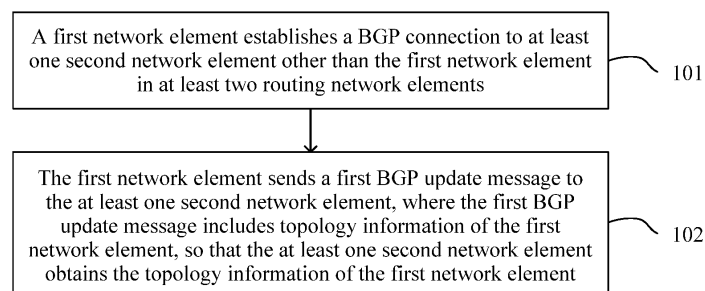 A first network element establishes a BGP connection to at least
one second network element other than the first network element
in at least two routing network elements
101
The first network element sends a first BGP update message to
the at least one second network element, where the first BGP
update message includes topology information of the first
network element, so that the at least one second network element
obtains the topology information of the first network element
102